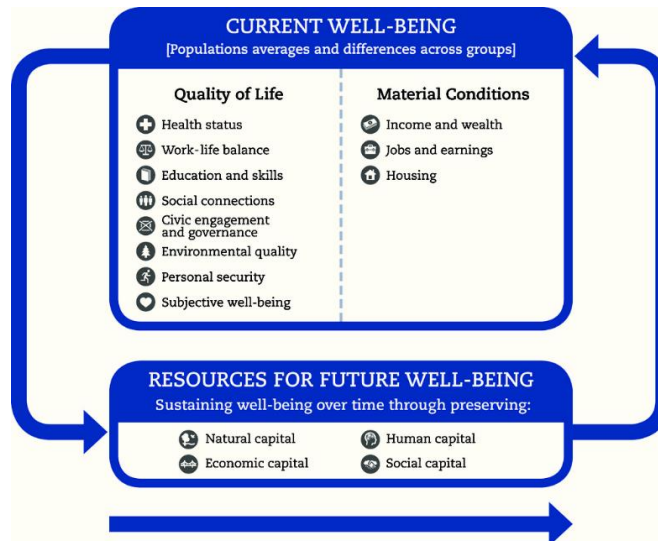 CURRENT WELL-BEING
[Populations averages and differences across groups]
Quality of Life
Health status
Work-life balance
Education and skills
Social connections
Civic engagement
and governance
Environmental quality
Personal security
Subjective well-being
Material Conditions
Income and wealth
Jobs and earnings
Housing
RESOURCES FOR FUTURE WELL-BEING
Sustaining well-being over time through preserving:
Natural capital
Human capital
Economic capital
Social capital